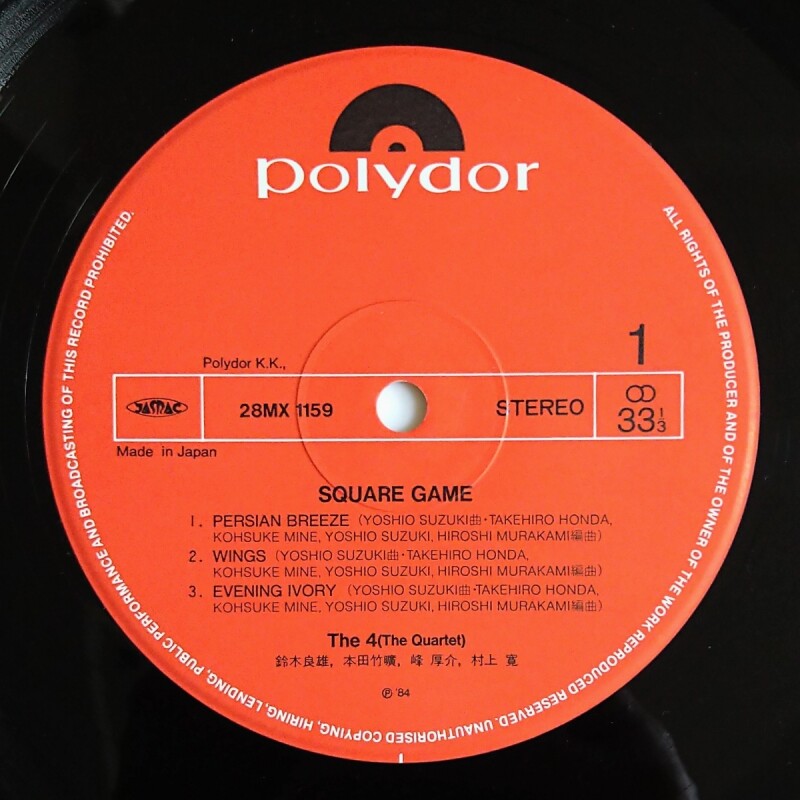 polydor
1
Polydor K.K.,
JASRAC
28MX 1159
STEREO
33⅓
Made in Japan
SQUARE GAME
1. PERSIAN BREEZE (YOSHIO SUZUKI曲・TAKEHIRO HONDA,
KOHSUKE MINE, YOSHIO SUZUKI, HIROSHI MURAKAMI編曲)
2. WINGS (YOSHIO SUZUKI曲・TAKEHIRO HONDA,
KOHSUKE MINE, YOSHIO SUZUKI, HIROSHI MURAKAMI編曲)
3. EVENING IVORY (YOSHIO SUZUKI曲・TAKEHIRO HONDA,
KOHSUKE MINE, YOSHIO SUZUKI, HIROSHI MURAKAMI編曲)
The 4(The Quartet)
鈴木良雄, 本田竹曠, 峰 厚介, 村上 寛
℗ '84
ALL RIGHTS OF THE PRODUCER AND OF THE OWNER OF THE WORK REPRODUCED RESERVED. UNAUTHORISED COPYING, HIRING, LENDING, PUBLIC PERFORMANCE AND BROADCASTING OF THIS RECORD PROHIBITED.